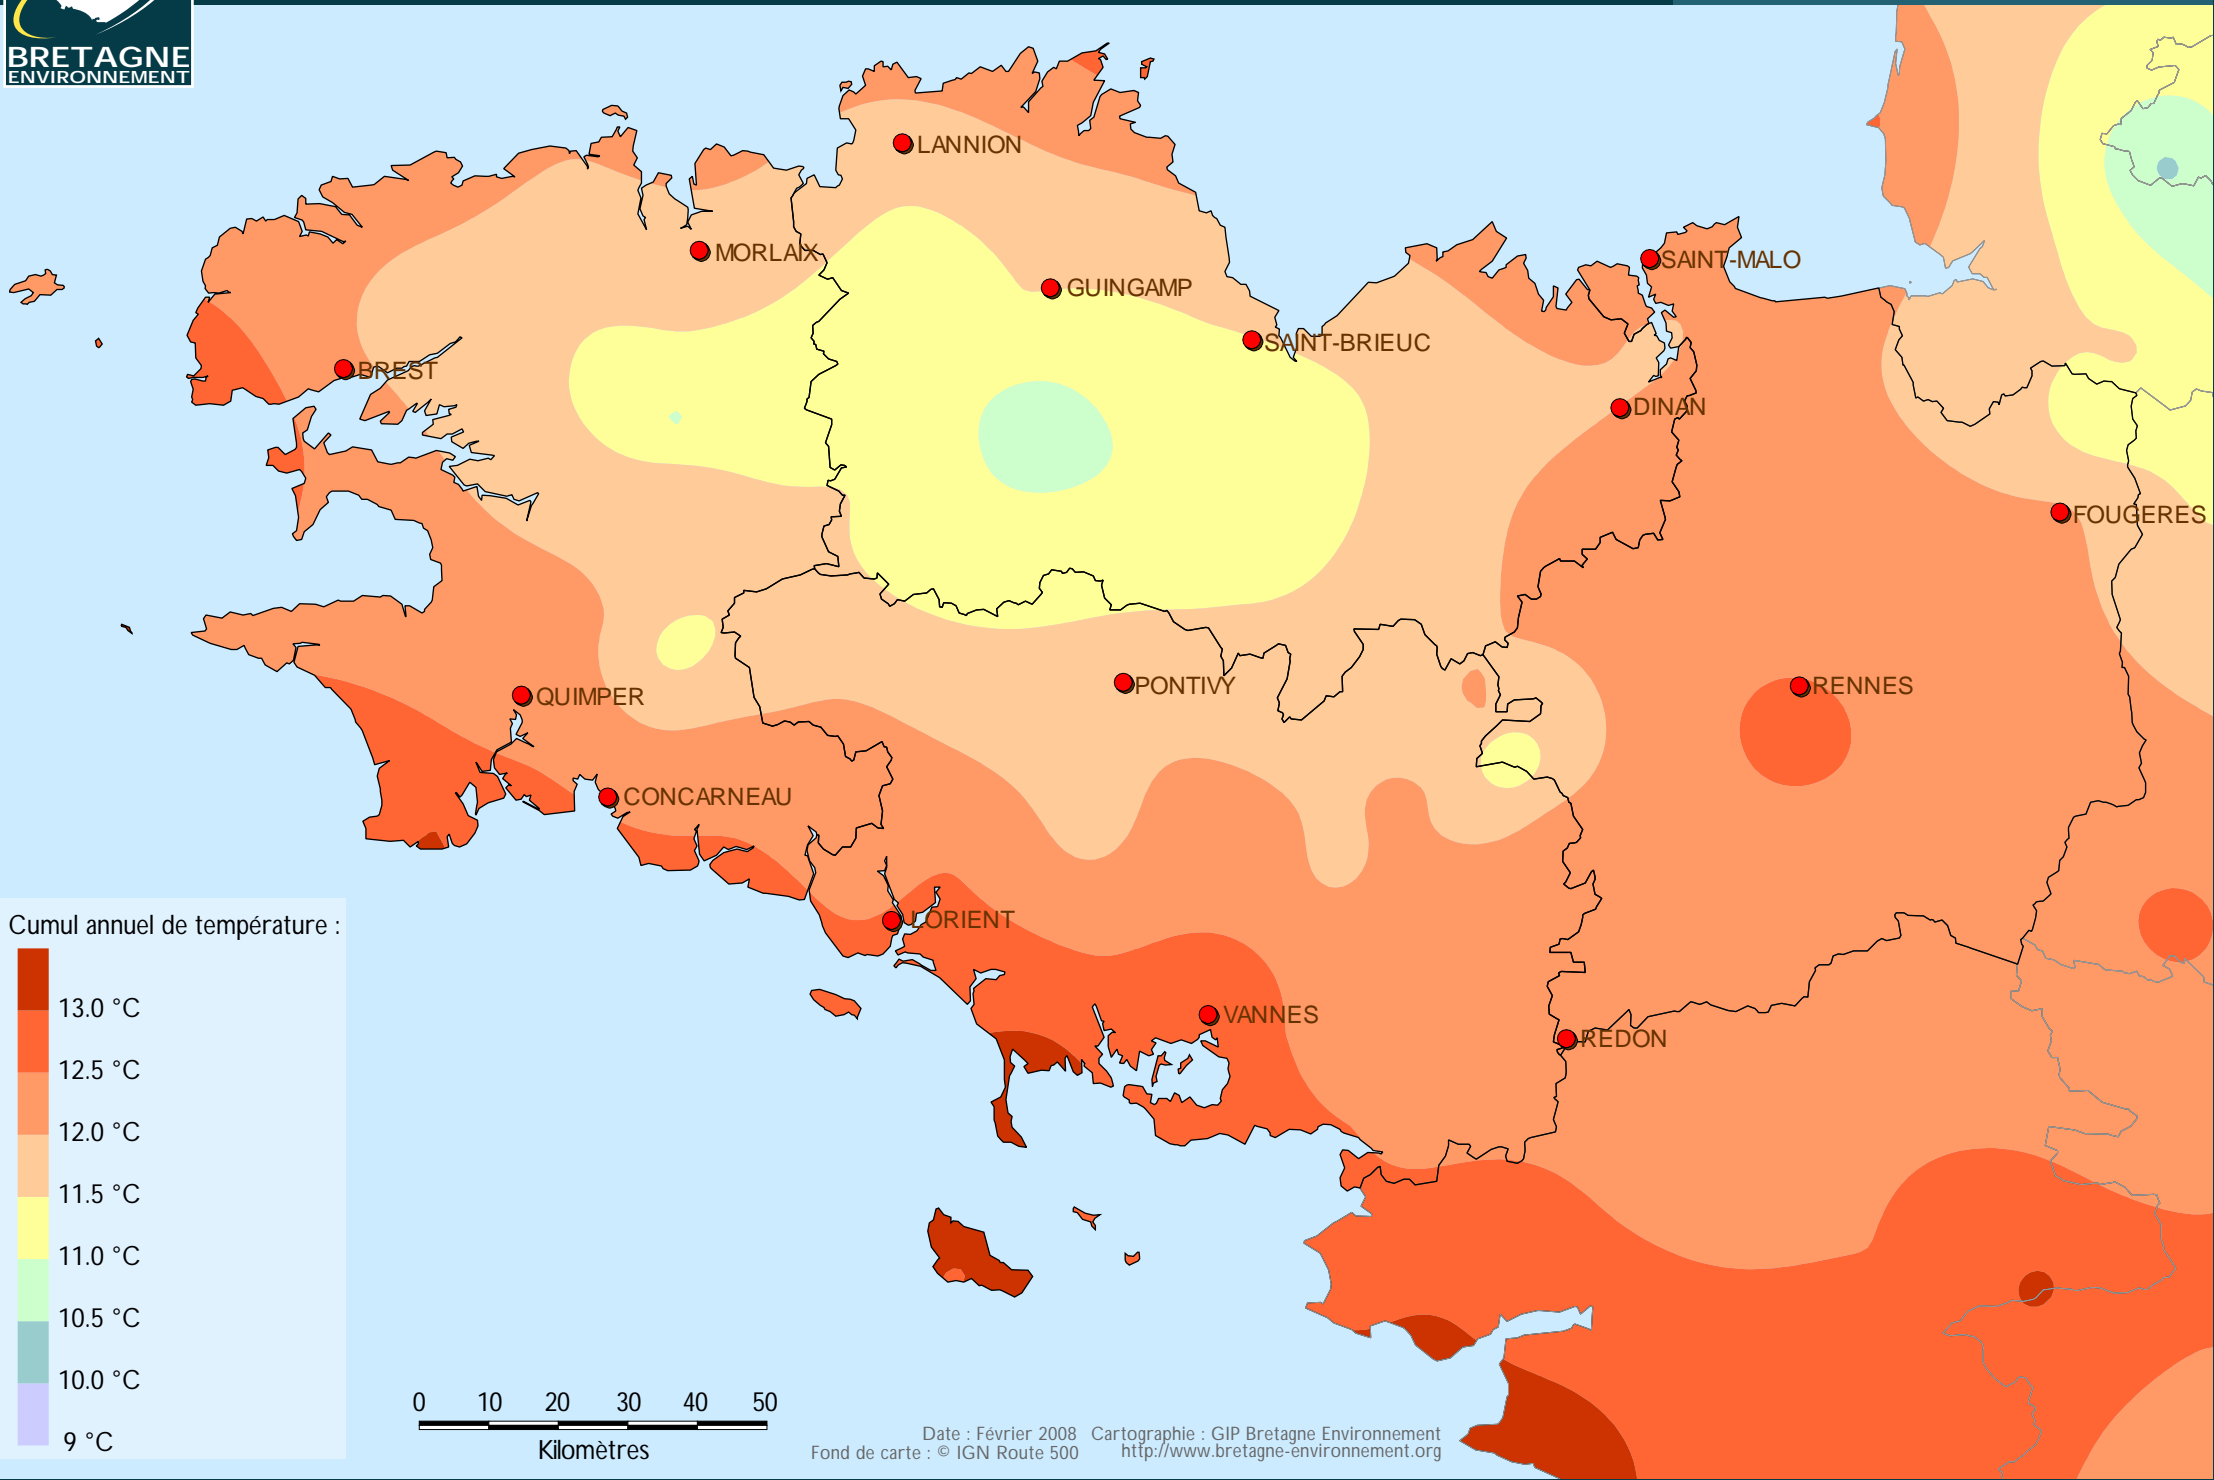 BRETAGNE
ENVIRONNEMENT
LANNION
MORLAIX
GUINGAMP
SAINT-MALO
SAINT-BRIEUC
BREST
DINAN
FOUGERES
PONTIVY
RENNES
QUIMPER
CONCARNEAU
LORIENT
VANNES
REDON
Cumul annuel de température :
13.0 °C
12.5 °C
12.0 °C
11.5 °C
11.0 °C
10.5 °C
10.0 °C
9 °C
0 10 20 30 40 50
Kilomètres
Date : Février 2008 Cartographie : GIP Bretagne Environnement
Fond de carte : © IGN Route 500 http://www.bretagne-environnement.org